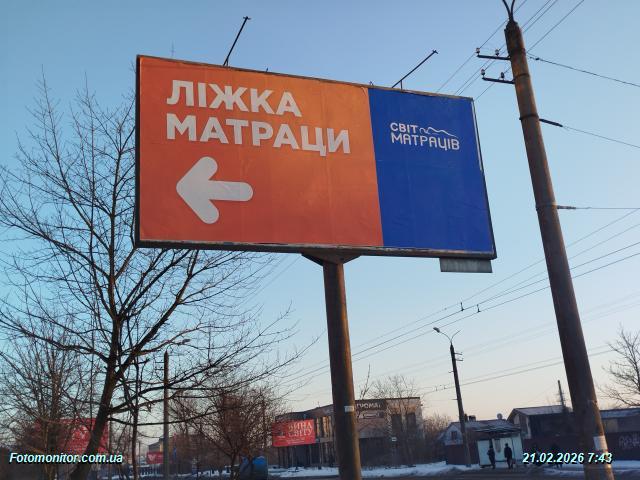 ЛІЖКА
МАТРАЦИ
СВІТ
МАТРАЦІВ
Fotomonitor.com.ua
21.02.2026 7:43